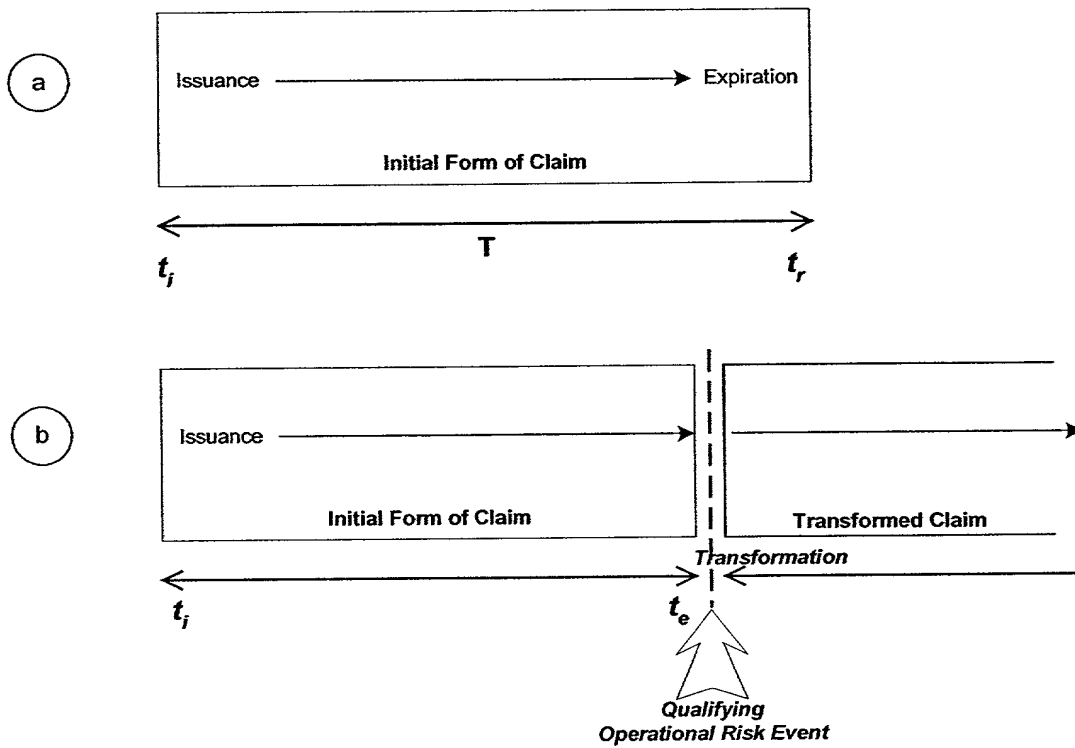 a
Issuance
Expiration
Initial Form of Claim
T
t_i
t_r
b
Issuance
Initial Form of Claim
Transformed Claim
Transformation
t_i
t_e
Qualifying
Operational Risk Event